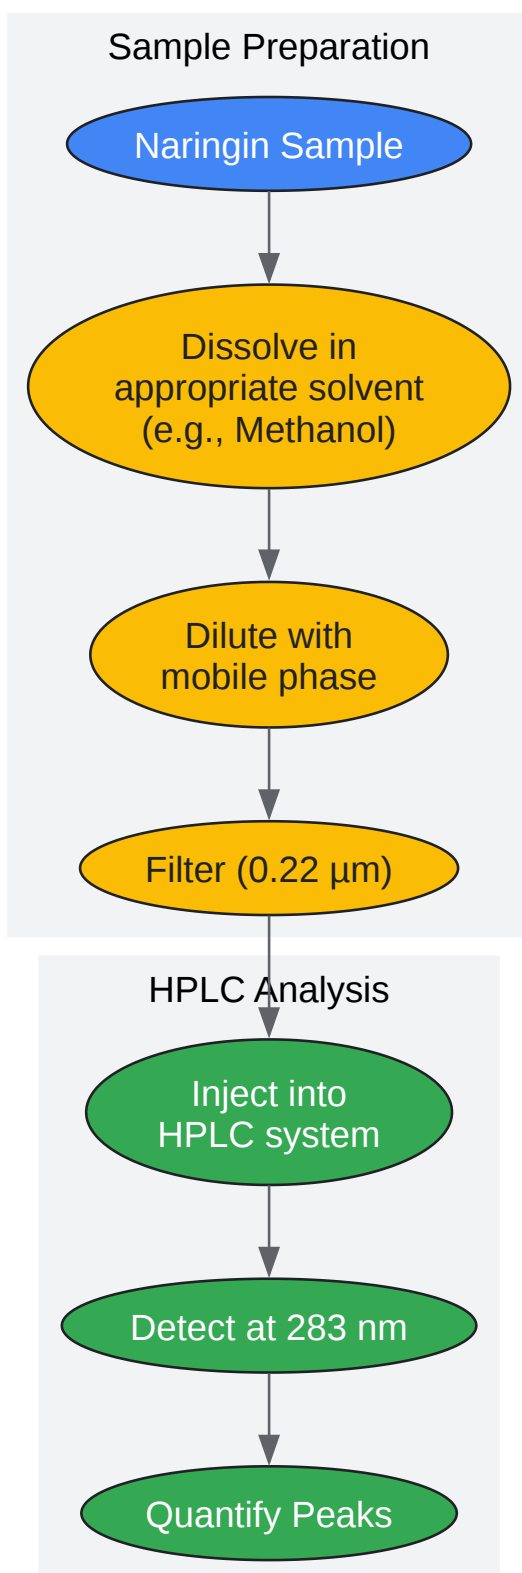 Sample Preparation
Naringin Sample
Dissolve in
appropriate solvent
(e.g., Methanol)
Dilute with
mobile phase
Filter (0.22 µm)
HPLC Analysis
Inject into
HPLC system
Detect at 283 nm
Quantify Peaks